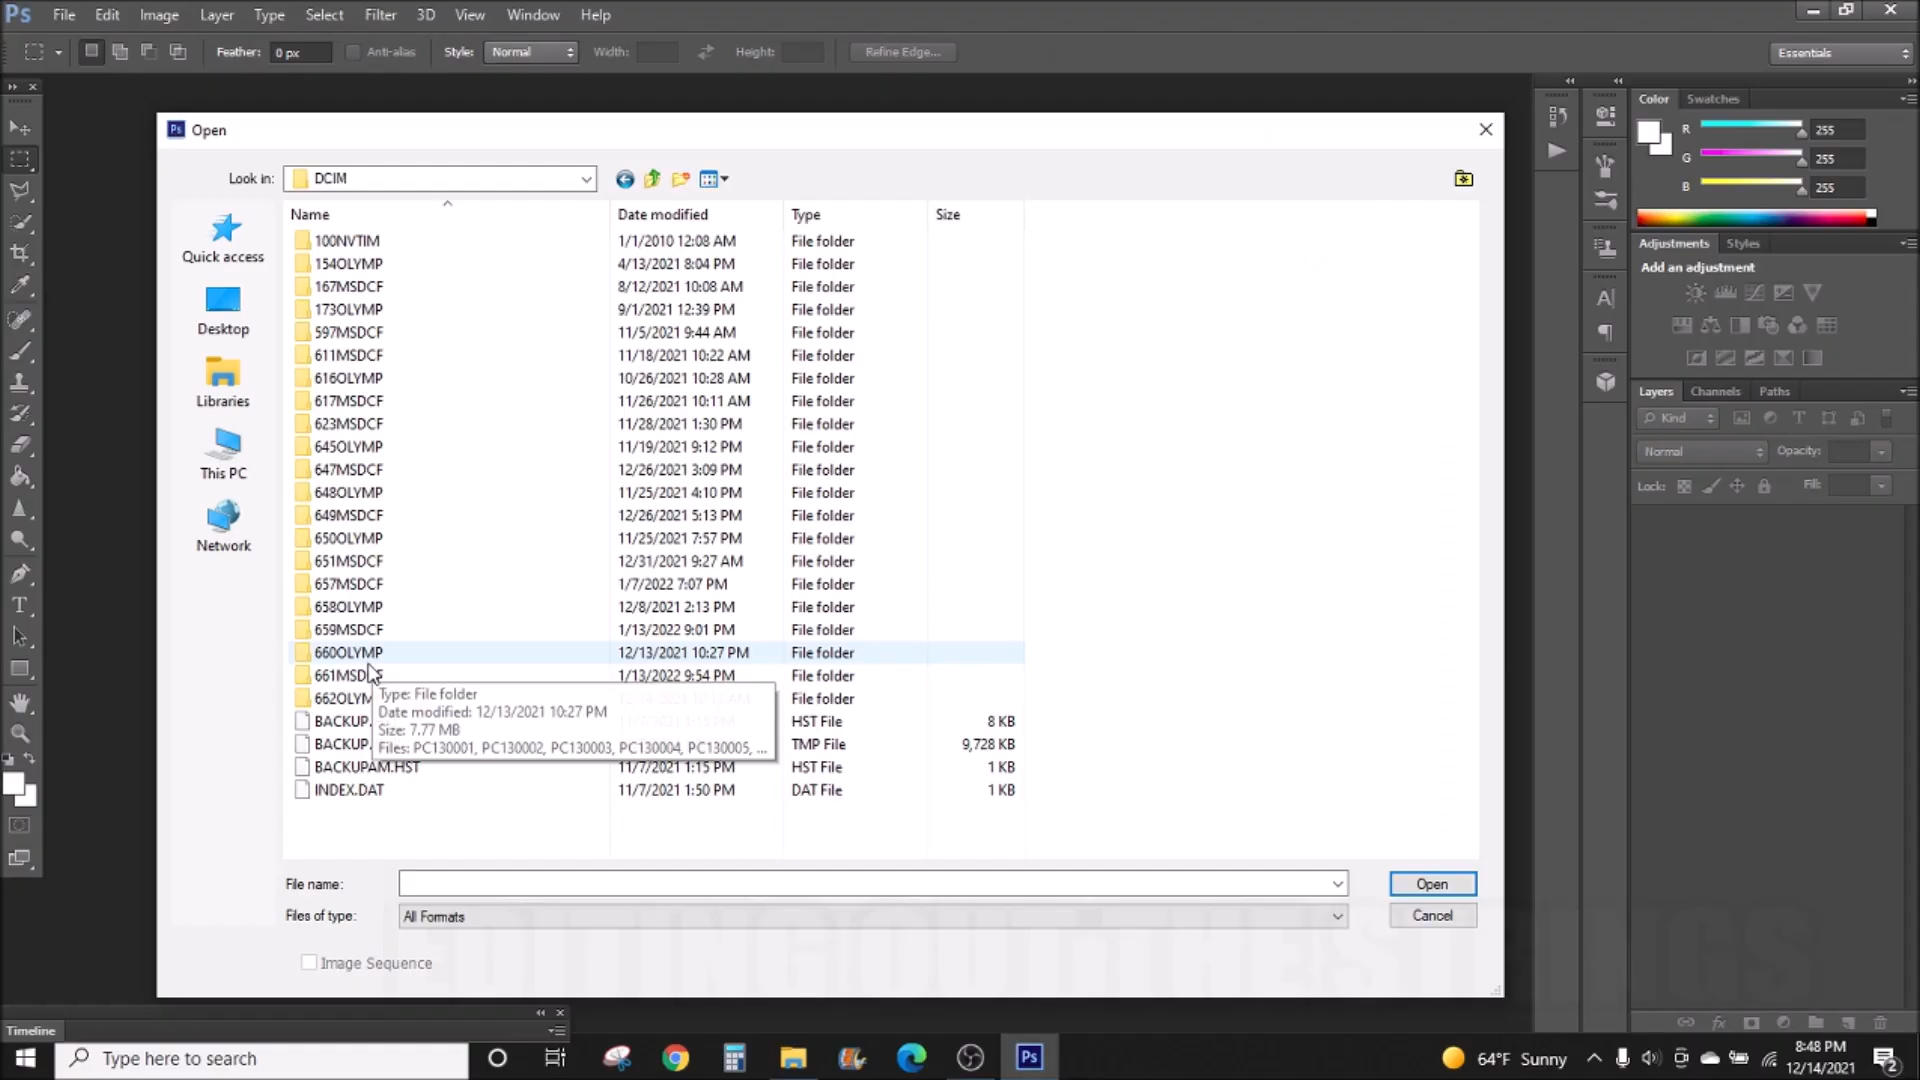 Ps File Edit Image Layer Type Select Filter 3D View Window Help
Feather: 0 px Anti-alias Style: Normal Width: Height: Refine Edge... Essentials
Color Swatches
R 255
G 255
B 255
Adjustments Styles
Add an adjustment
Layers Channels Paths
Kind
Normal Opacity:
Lock: Fill:
Ps Open
Look in: DCIM
Quick access
Desktop
Libraries
This PC
Network
Name Date modified Type Size
100NVTIM 1/1/2010 12:08 AM File folder
154OLYMP 4/13/2021 8:04 PM File folder
167MSDCF 8/12/2021 10:08 AM File folder
173OLYMP 9/1/2021 12:39 PM File folder
597MSDCF 11/5/2021 9:44 AM File folder
611MSDCF 11/18/2021 10:22 AM File folder
616OLYMP 10/26/2021 10:28 AM File folder
617MSDCF 11/26/2021 10:11 AM File folder
623MSDCF 11/28/2021 1:30 PM File folder
645OLYMP 11/19/2021 9:12 PM File folder
647MSDCF 12/26/2021 3:09 PM File folder
648OLYMP 11/25/2021 4:10 PM File folder
649MSDCF 12/26/2021 5:13 PM File folder
650OLYMP 11/25/2021 7:57 PM File folder
651MSDCF 12/31/2021 9:27 AM File folder
657MSDCF 1/7/2022 7:07 PM File folder
658OLYMP 12/8/2021 2:13 PM File folder
659MSDCF 1/13/2022 9:01 PM File folder
660OLYMP 12/13/2021 10:27 PM File folder
661MSDCF 1/13/2022 9:54 PM File folder
662OLYM File folder
BACKUP. HST File 8 KB
BACKUP. TMP File 9,728 KB
BACKUPAM.HST 11/7/2021 1:15 PM HST File 1 KB
INDEX.DAT 11/7/2021 1:50 PM DAT File 1 KB
Type: File folder
Date modified: 12/13/2021 10:27 PM
Size: 7.77 MB
Files: PC130001, PC130002, PC130003, PC130004, PC130005, ...
File name: Open
Files of type: All Formats Cancel
Image Sequence
Timeline
Type here to search
Ps
64°F Sunny
8:48 PM
12/14/2021
2